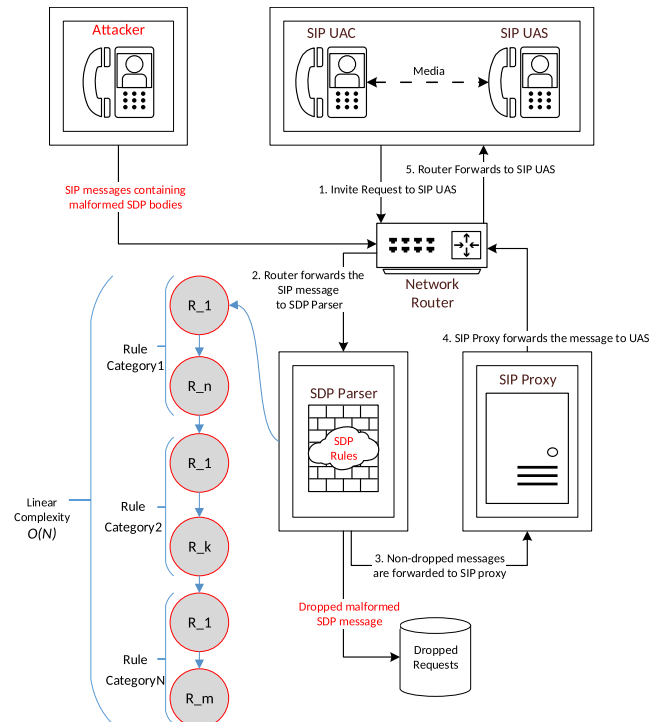 Attacker
SIP UAC
SIP UAS
Media
5. Router Forwards to SIP UAS
SIP messages containing
malformed SDP bodies
1. Invite Request to SIP UAS
2. Router forwards the
SIP message
to SDP Parser
Network
Router
R_1
Rule
Category1
R_n
4. SIP Proxy forwards the message to UAS
SDP Parser
SIP Proxy
SDP
Rules
R_1
Linear
Complexity
O(N)
Rule
Category2
R_k
3. Non-dropped messages
are forwarded to SIP proxy
Dropped malformed
SDP message
R_1
Dropped
Requests
Rule
CategoryN
R_m